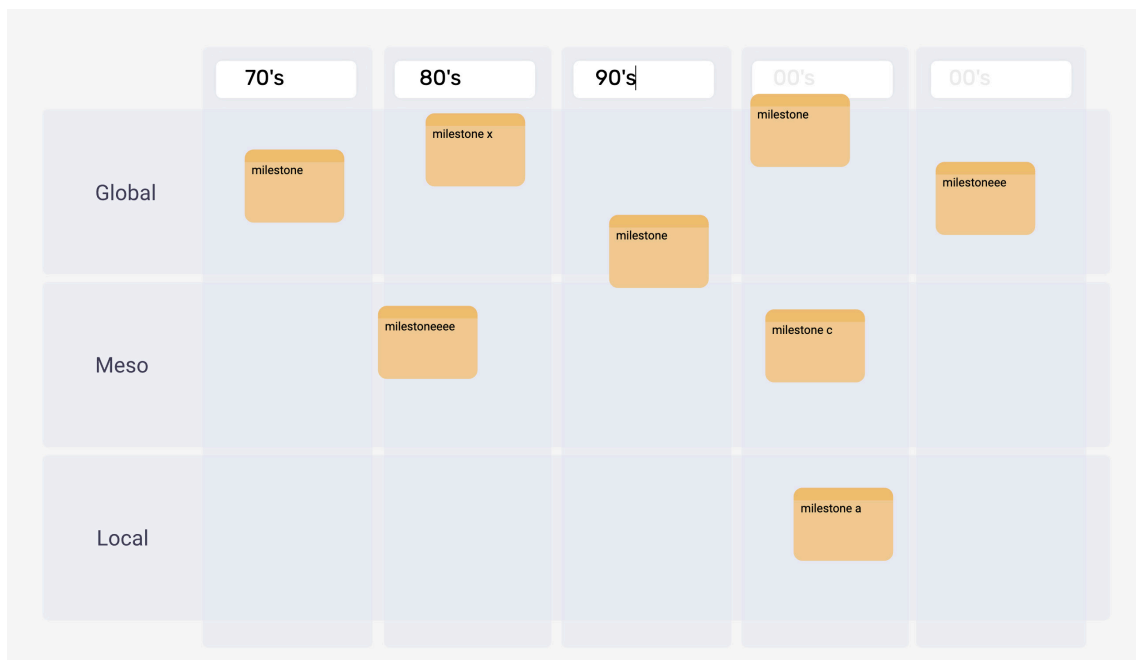 70's
80's
90's
00's
00's
Global
milestone
milestone x
milestone
milestone
milestoneee
Meso
milestoneeee
milestone c
Local
milestone a